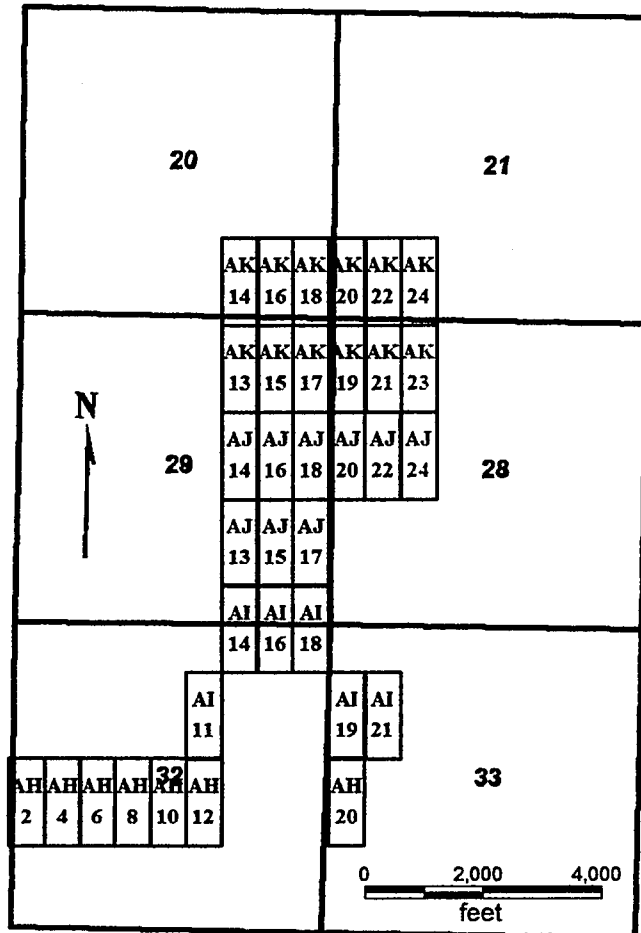 20
21
AK AK AK AK AK AK
14 16 18 20 22 24
AK AK AK AK AK AK
13 15 17 19 21 23
N
AJ AJ AJ AJ AJ AJ
14 16 18 20 22 24
29
28
AJ AJ AJ
13 15 17
AI AI AI
14 16 18
AI AI AI
11 19 21
32
33
AH AH AH AH AH AH AH
2 4 6 8 10 12 20
0 2,000 4,000
feet